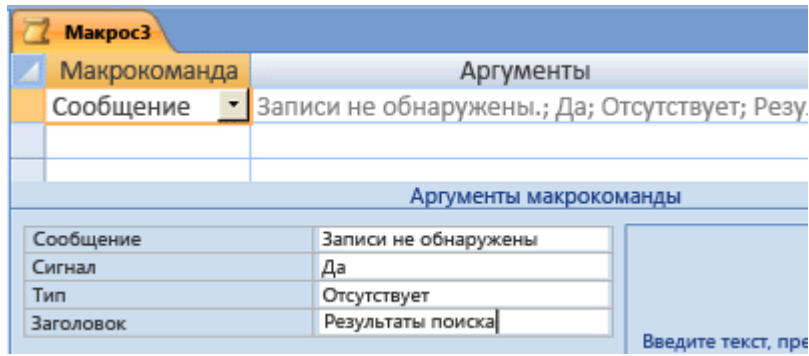 Макрос3
Макрокоманда Аргументы
Сообщение Записи не обнаружены.; Да; Отсутствует; Резу.
Аргументы макрокоманды
Сообщение Записи не обнаружены
Сигнал Да
Тип Отсутствует
Заголовок Результаты поиска
Введите текст, пре